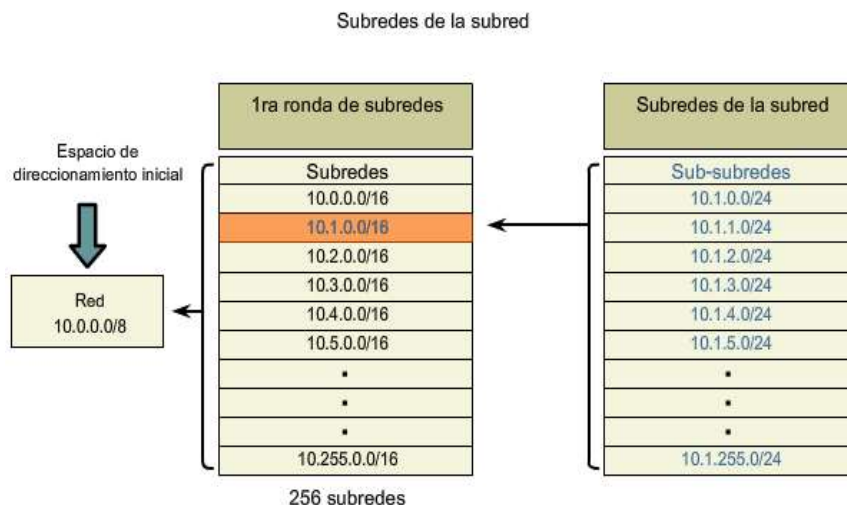 Subredes de la subred
Espacio de
direccionamiento inicial
Red
10.0.0.0/8
1ra ronda de subredes
Subredes
10.0.0.0/16
10.1.0.0/16
10.2.0.0/16
10.3.0.0/16
10.4.0.0/16
10.5.0.0/16
10.255.0.0/16
256 subredes
Subredes de la subred
Sub-subredes
10.1.0.0/24
10.1.1.0/24
10.1.2.0/24
10.1.3.0/24
10.1.4.0/24
10.1.5.0/24
10.1.255.0/24